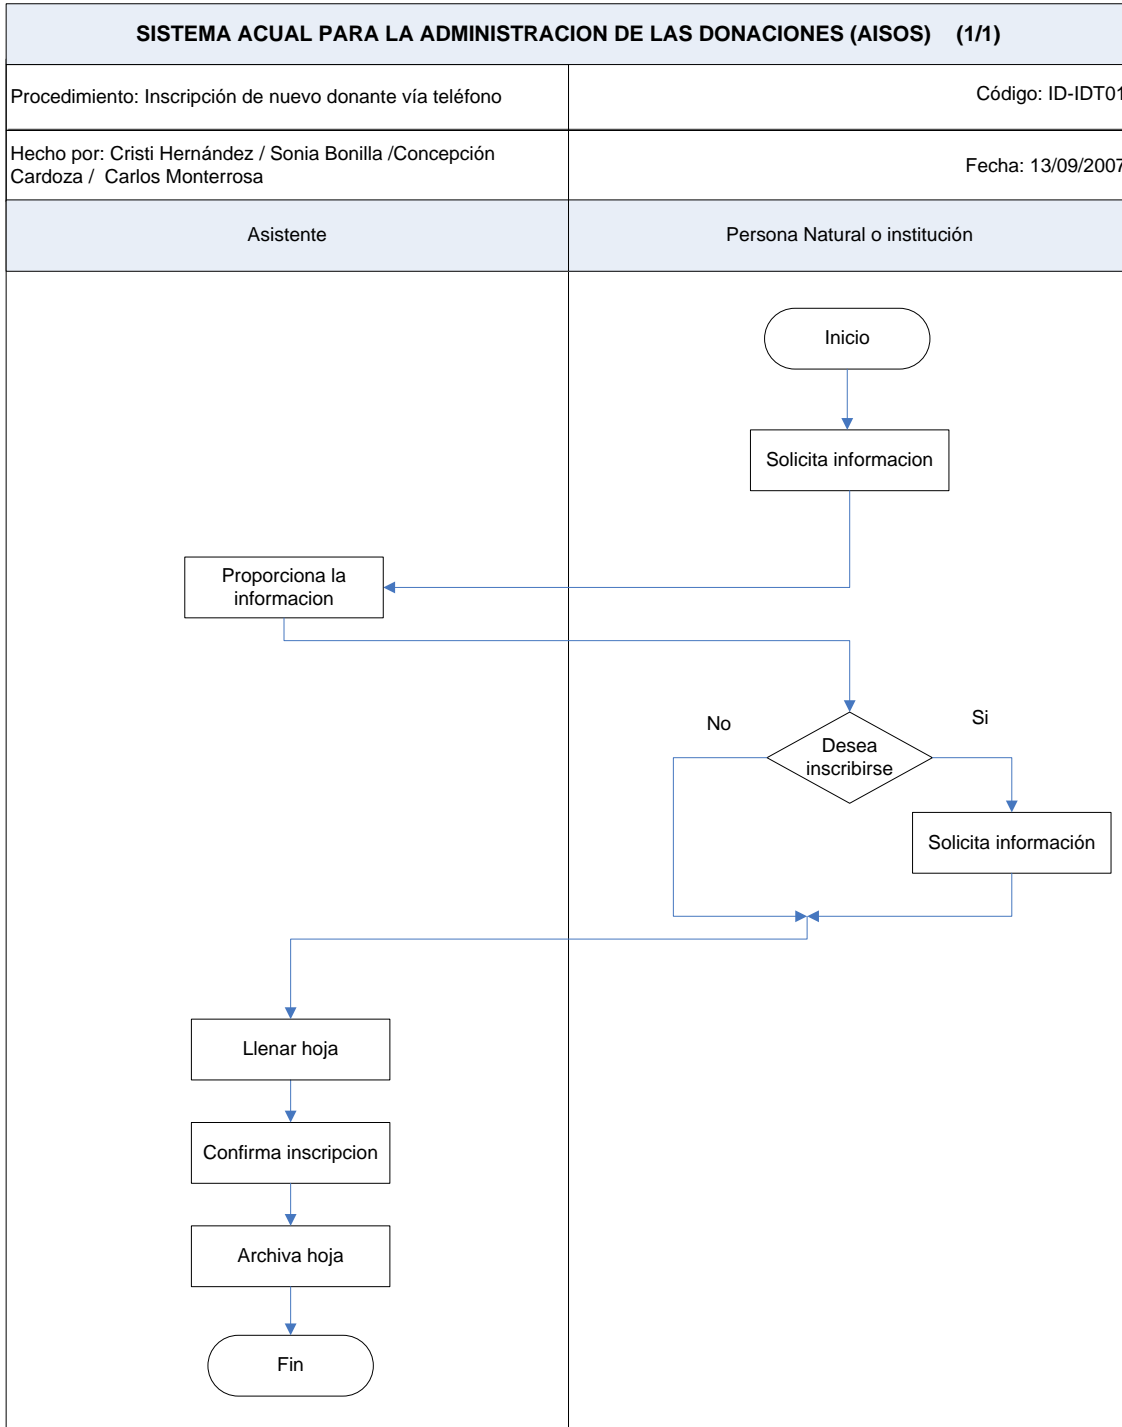 SISTEMA ACUAL PARA LA ADMINISTRACION DE LAS DONACIONES (AISOS) (1/1)
Procedimiento: Inscripción de nuevo donante vía teléfono
Código: ID-IDT01
Hecho por: Cristi Hernández / Sonia Bonilla /Concepción
Cardoza / Carlos Monterrosa
Fecha: 13/09/2007
Asistente
Persona Natural o institución
Inicio
Solicita informacion
Proporciona la
informacion
No
Si
Desea
inscribirse
Solicita información
Llenar hoja
Confirma inscripcion
Archiva hoja
Fin